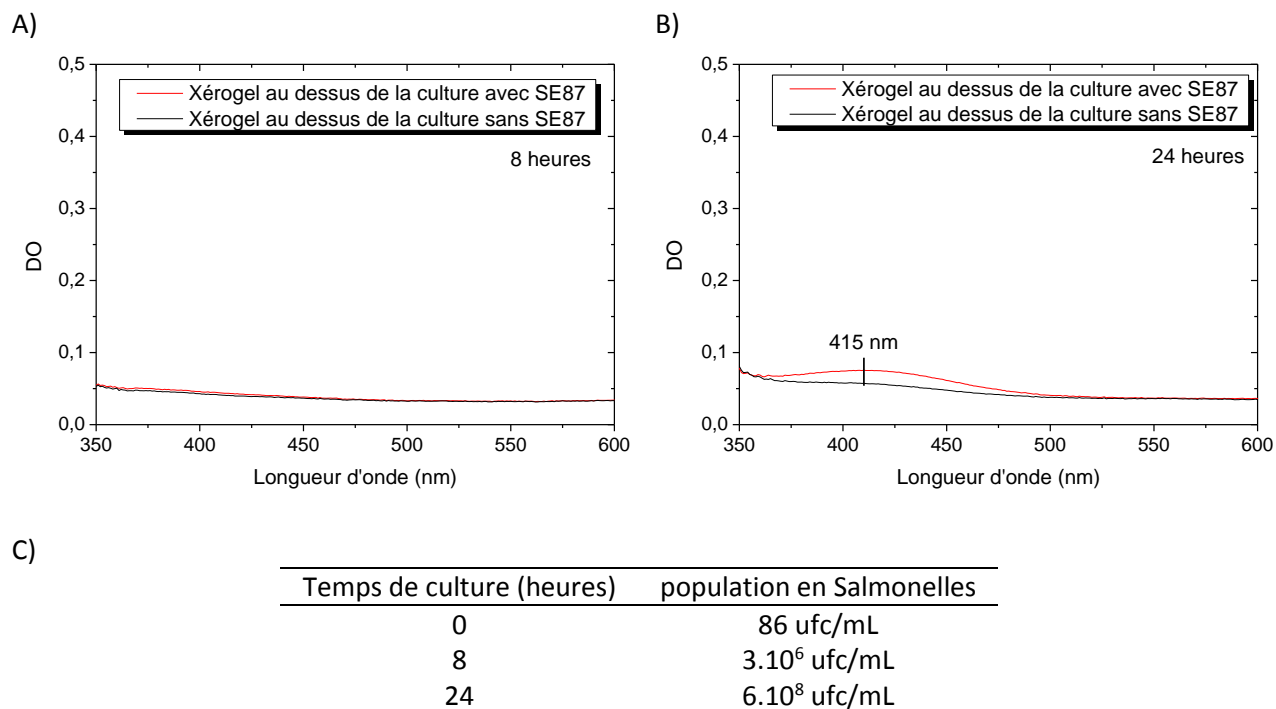 A)
0,5
0,4
0,3
0,2
0,1
0,0
DO
Xérogel au dessus de la culture avec SE87
Xérogel au dessus de la culture sans SE87
8 heures
350 400 450 500 550 600
Longueur d'onde (nm)
B)
0,5
0,4
0,3
0,2
0,1
0,0
DO
Xérogel au dessus de la culture avec SE87
Xérogel au dessus de la culture sans SE87
24 heures
415 nm
350 400 450 500 550 600
Longueur d'onde (nm)
C)
Temps de culture (heures) population en Salmonelles
0 86 ufc/mL
8 3.10⁶ ufc/mL
24 6.10⁸ ufc/mL